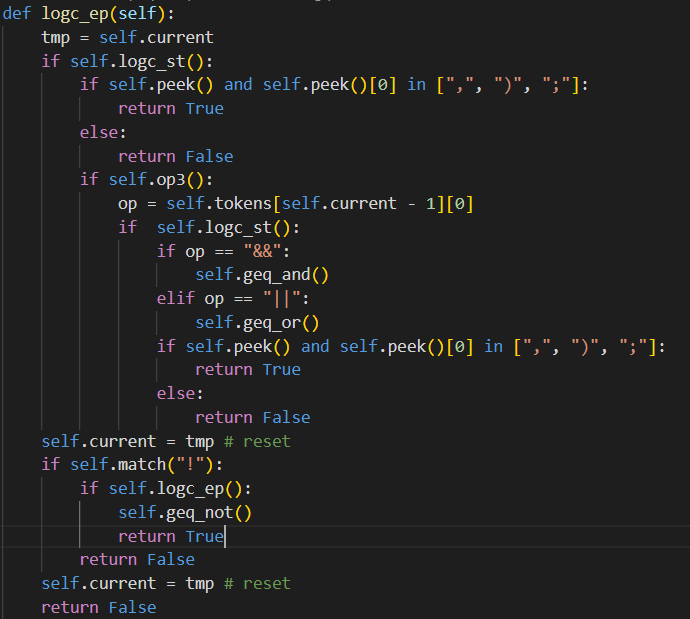 def logc_ep(self):
    tmp = self.current
    if self.logc_st():
        if self.peek() and self.peek()[0] in [",", ")", ";"]:
            return True
        else:
            return False
        if self.op3():
            op = self.tokens[self.current - 1][0]
            if  self.logc_st():
                if op == "&&":
                    self.geq_and()
                elif op == "||":
                    self.geq_or()
                if self.peek() and self.peek()[0] in [",", ")", ";"]:
                    return True
                else:
                    return False
    self.current = tmp # reset
    if self.match("!"):
        if self.logc_ep():
            self.geq_not()
            return True
        return False
    self.current = tmp # reset
    return False